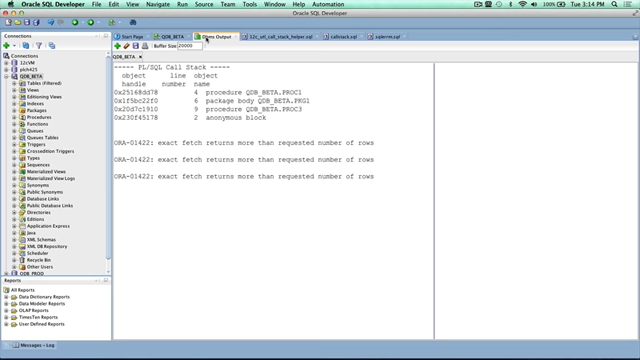 Oracle SQL Developer File Edit View Navigate Run Source Team Tools Window Help Tue 3:14 PM
Oracle SQL Developer
Connections
Start Page QDB_BETA Dbms Output 12c_utl_call_stack_helper.sql callstack.sql sqlerrm.sql
Buffer Size: 20000
QDB_BETA
Connections
12cVM
plch425
QDB_BETA
Tables (Filtered)
Views
Editioning Views
Indexes
Packages
Procedures
Functions
Queues
Queues Tables
Triggers
Crossedition Triggers
Types
Sequences
Materialized Views
Materialized View Logs
Synonyms
Public Synonyms
Database Links
Public Database Links
Directories
Editions
Application Express
Java
XML Schemas
XML DB Repository
Scheduler
Recycle Bin
Other Users
QDB_PROD
----- PL/SQL Call Stack -----
object line object
handle number name
0x25168dd78 4 procedure QDB_BETA.PROC1
0x1f5bc22f0 6 package body QDB_BETA.PKG1
0x20d7c1910 9 procedure QDB_BETA.PROC3
0x230f45178 2 anonymous block
ORA-01422: exact fetch returns more than requested number of rows
ORA-01422: exact fetch returns more than requested number of rows
ORA-01422: exact fetch returns more than requested number of rows
Reports
All Reports
Data Dictionary Reports
Data Modeler Reports
OLAP Reports
TimesTen Reports
User Defined Reports
Messages - Log